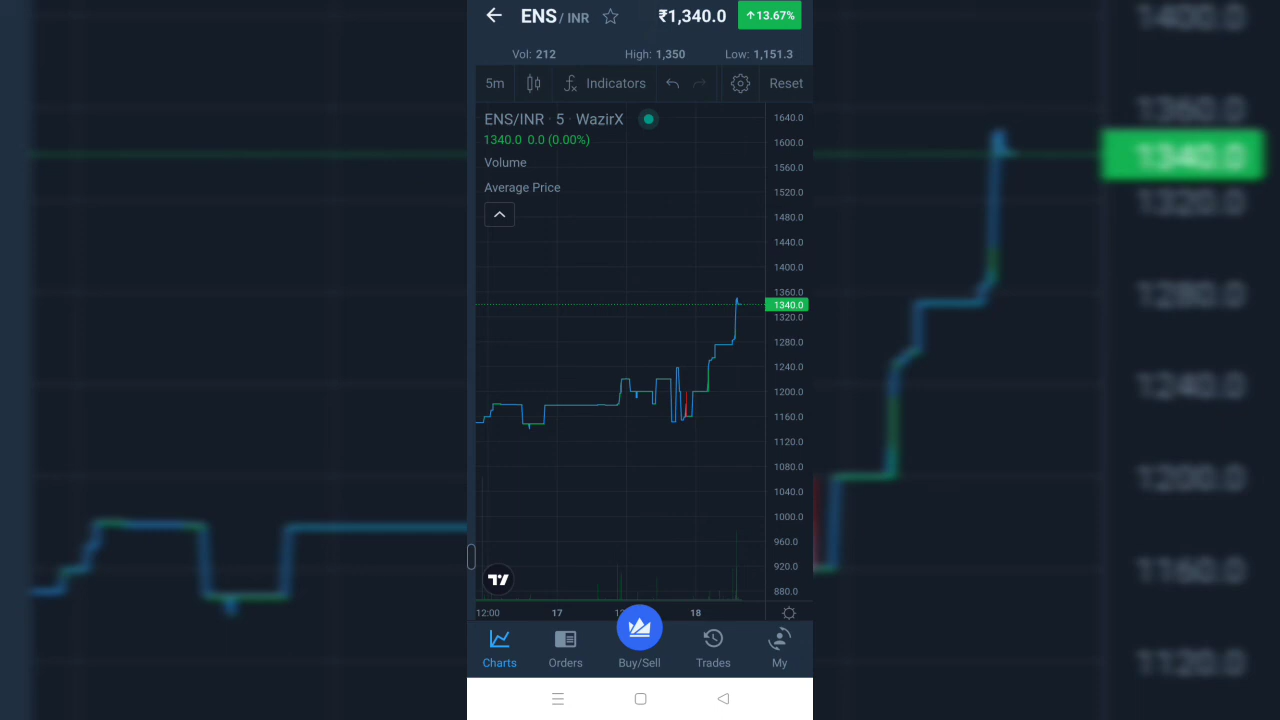 ENS / INR ₹1,340.0 ↑13.67%
Vol: 212 High: 1,350 Low: 1,151.3
5m Indicators Reset
ENS/INR · 5 · WazirX
1340.0 0.0 (0.00%)
Volume
Average Price
1640.0
1600.0
1560.0
1520.0
1480.0
1440.0
1400.0
1360.0
1340.0
1320.0
1280.0
1240.0
1200.0
1160.0
1120.0
1080.0
1040.0
1000.0
960.0
920.0
880.0
12:00 17 18
Charts Orders Buy/Sell Trades My